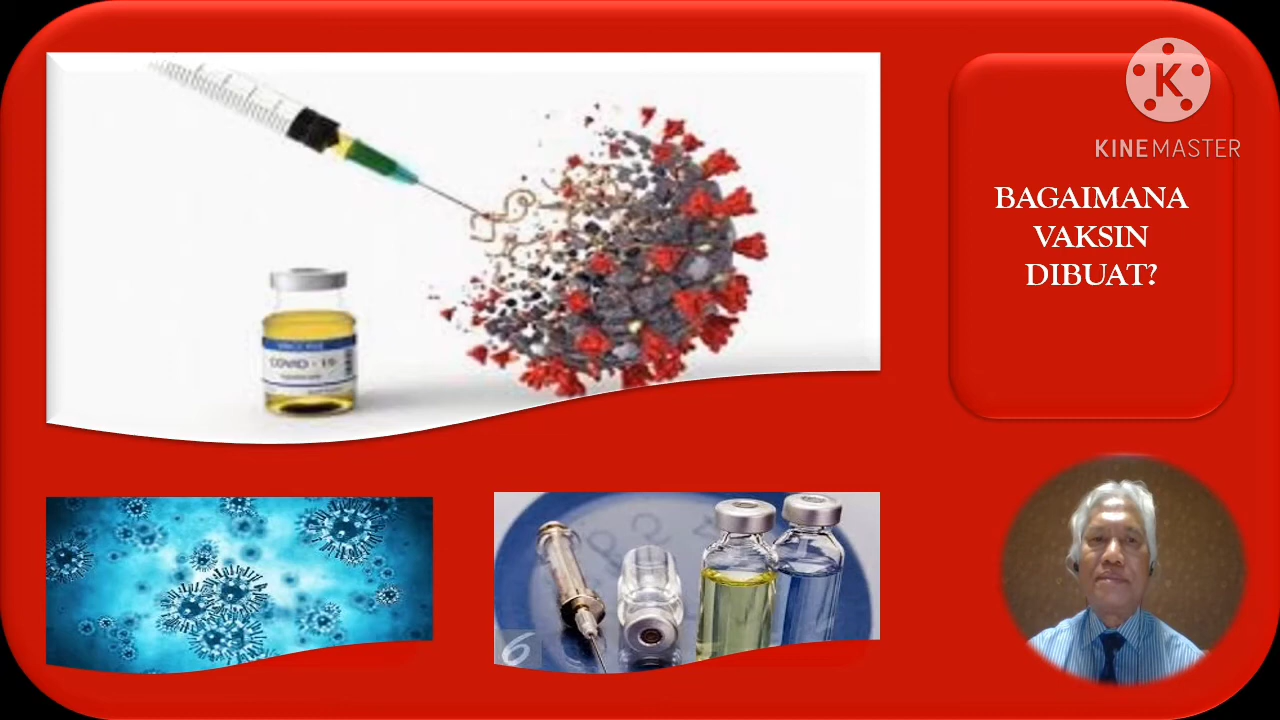 KINEMASTER
BAGAIMANA
VAKSIN
DIBUAT?
COVID - 19
6